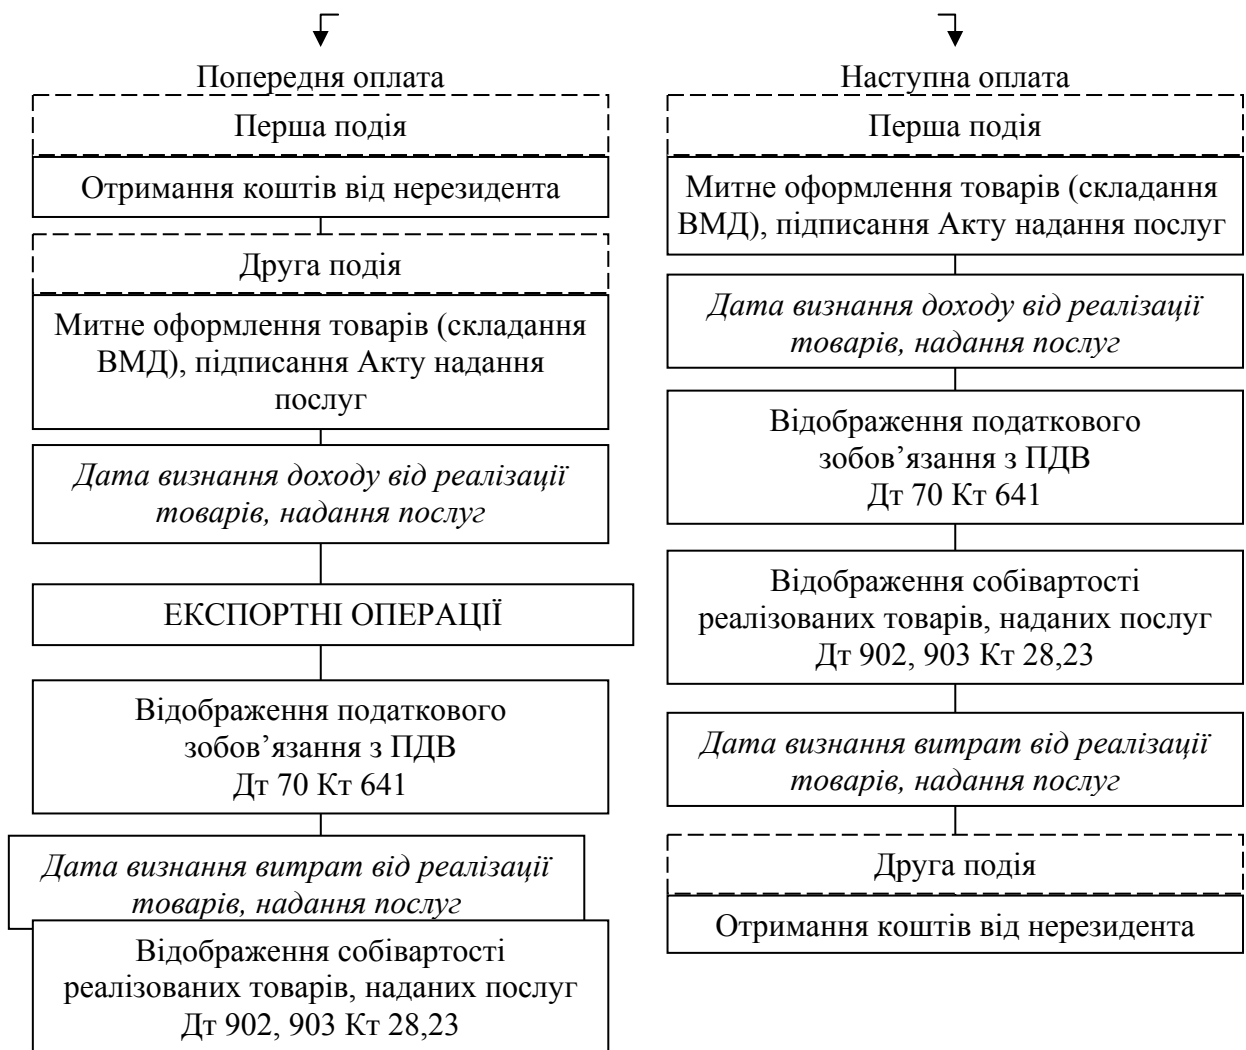 Попередня оплата
Перша подія
Отримання коштів від нерезидента
Друга подія
Митне оформлення товарів (складання
ВМД), підписання Акту надання
послуг
Дата визнання доходу від реалізації
товарів, надання послуг
ЕКСПОРТНІ ОПЕРАЦІЇ
Відображення податкового
зобов’язання з ПДВ
Дт 70 Кт 641
Дата визнання витрат від реалізації
товарів, надання послуг
Відображення собівартості
реалізованих товарів, наданих послуг
Дт 902, 903 Кт 28,23
Наступна оплата
Перша подія
Митне оформлення товарів (складання
ВМД), підписання Акту надання послуг
Дата визнання доходу від реалізації
товарів, надання послуг
Відображення податкового
зобов’язання з ПДВ
Дт 70 Кт 641
Відображення собівартості
реалізованих товарів, наданих послуг
Дт 902, 903 Кт 28,23
Дата визнання витрат від реалізації
товарів, надання послуг
Друга подія
Отримання коштів від нерезидента